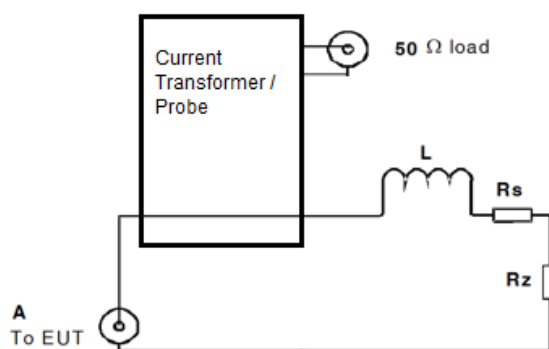 Current
Transformer /
Probe
50 Ω load
L
Rs
Rz
A
To EUT